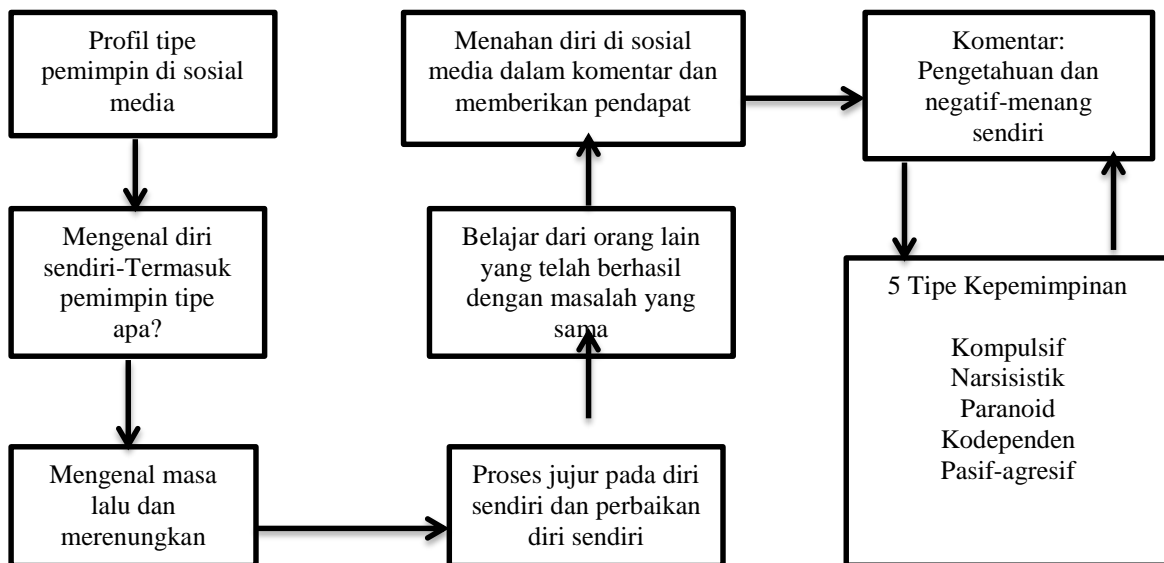 Profil tipe
pemimpin di sosial
media
Mengenal diri
sendiri-Termasuk
pemimpin tipe
apa?
Mengenal masa
lalu dan
merenungkan
Proses jujur pada diri
sendiri dan perbaikan
diri sendiri
Belajar dari orang lain
yang telah berhasil
dengan masalah yang
sama
Menahan diri di sosial
media dalam komentar dan
memberikan pendapat
Komentar:
Pengetahuan dan
negatif-menang
sendiri
5 Tipe Kepemimpinan
Kompulsif
Narsisistik
Paranoid
Kodependen
Pasif-agresif